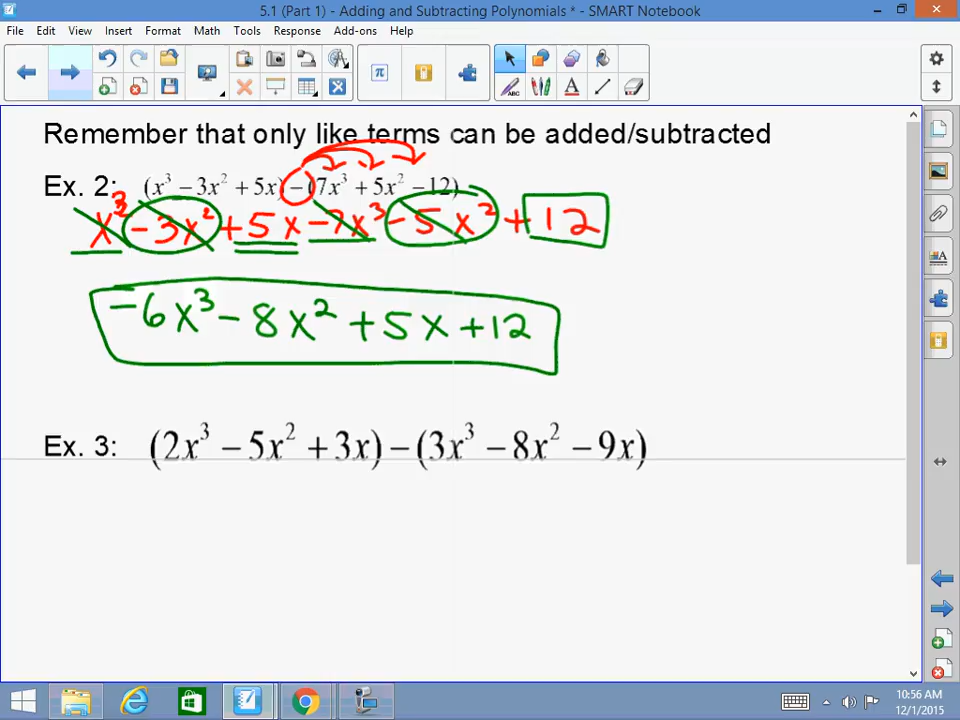 5.1 (Part 1) - Adding and Subtracting Polynomials * - SMART Notebook
File Edit View Insert Format Math Tools Response Add-ons Help
Remember that only like terms can be added/subtracted
Ex. 2: (x³ − 3x² + 5x) − (7x³ + 5x² − 12)
x³ − 3x² + 5x − 7x³ − 5x² + 12
−6x³ − 8x² + 5x + 12
Ex. 3: (2x³ − 5x² + 3x) − (3x³ − 8x² − 9x)
10:56 AM
12/1/2015